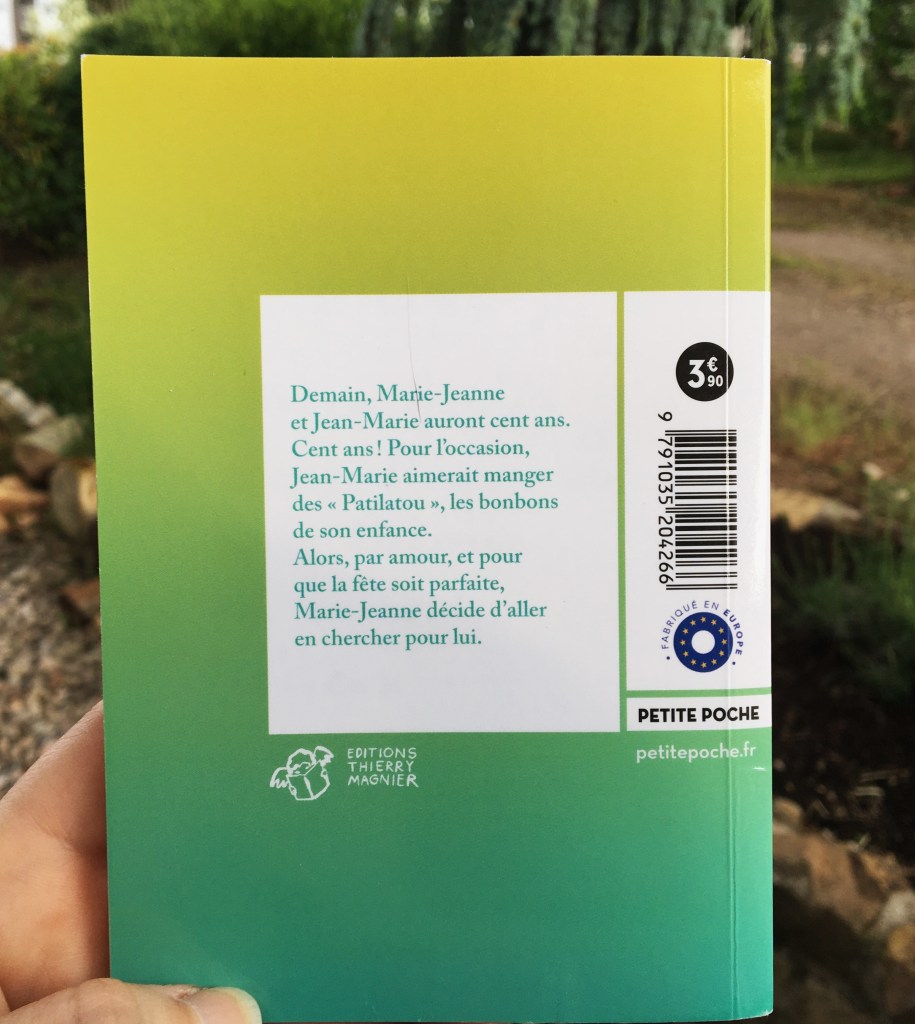 Demain, Marie-Jeanne
et Jean-Marie auront cent ans.
Cent ans ! Pour l'occasion,
Jean-Marie aimerait manger
des « Patilatou », les bonbons
de son enfance.
Alors, par amour, et pour
que la fête soit parfaite,
Marie-Jeanne décide d'aller
en chercher pour lui.
EDITIONS
THIERRY
MAGNIER
3€90
9 791035 204266
• FABRIQUÉ EN EUROPE •
PETITE POCHE
petitepoche.fr